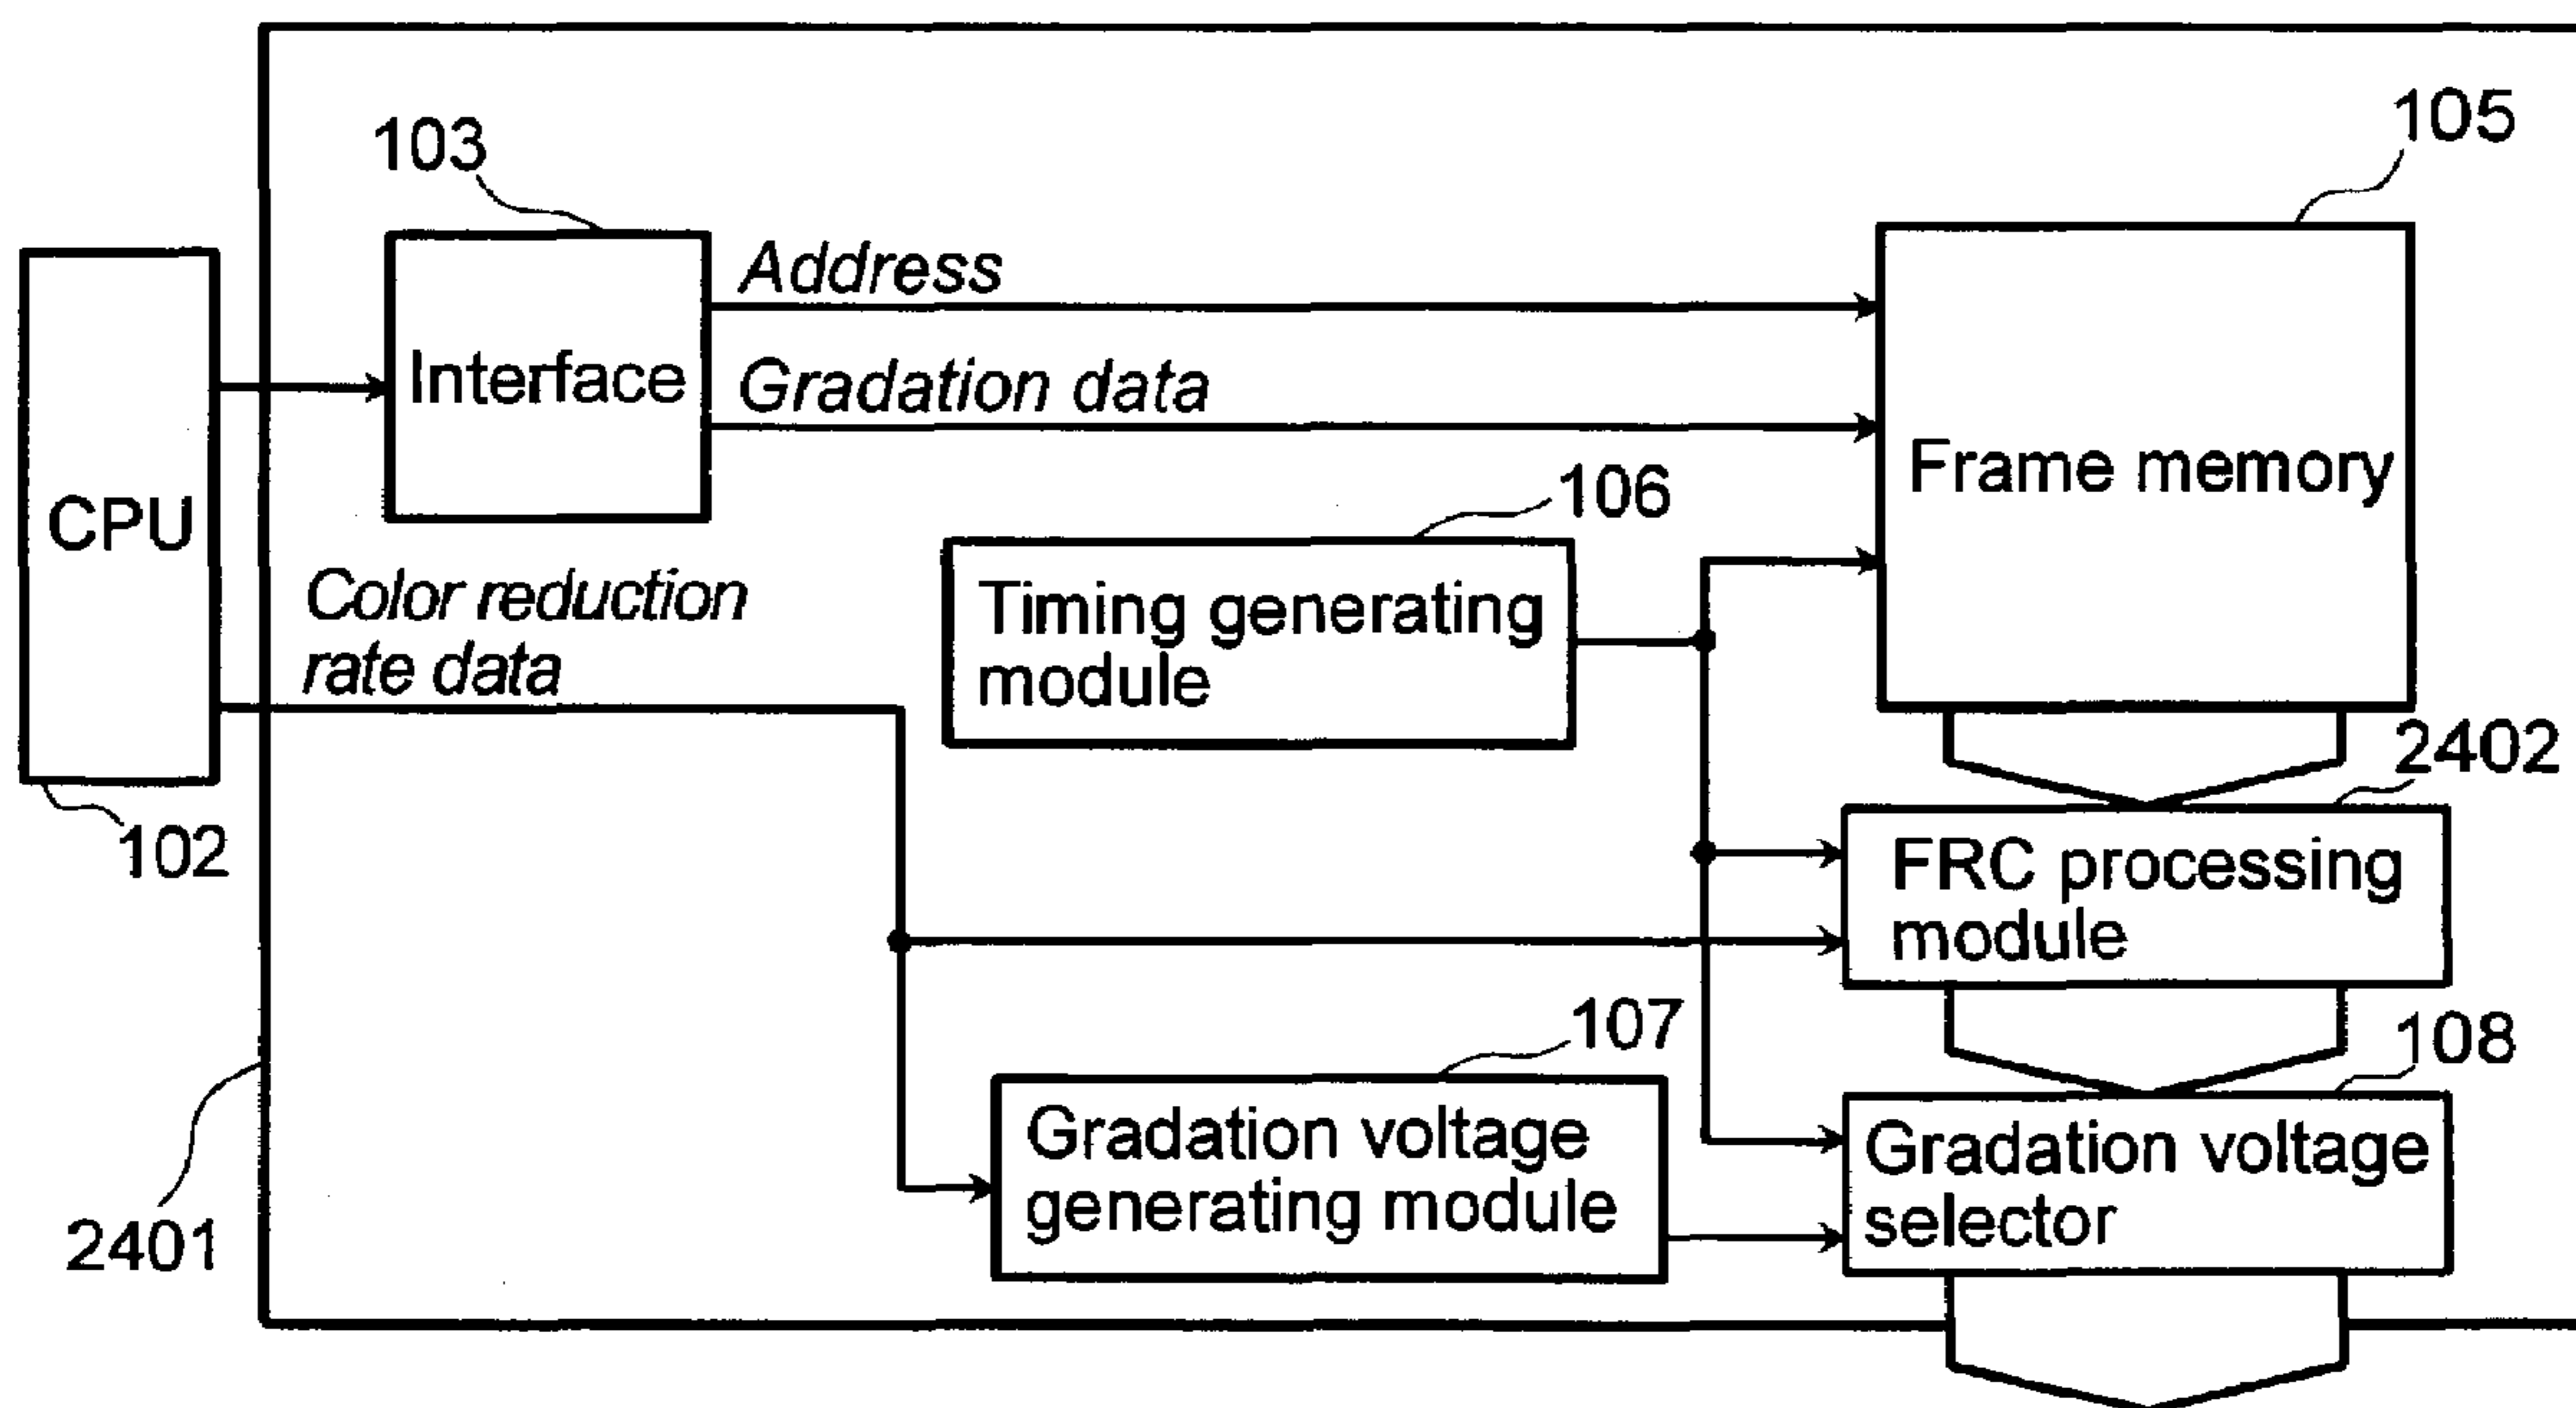 105
103
Address
Interface
Gradation data
Frame memory
106
CPU
Color reduction
rate data
Timing generating
module
2402
102
FRC processing
module
107
108
Gradation voltage
generating module
Gradation voltage
selector
2401